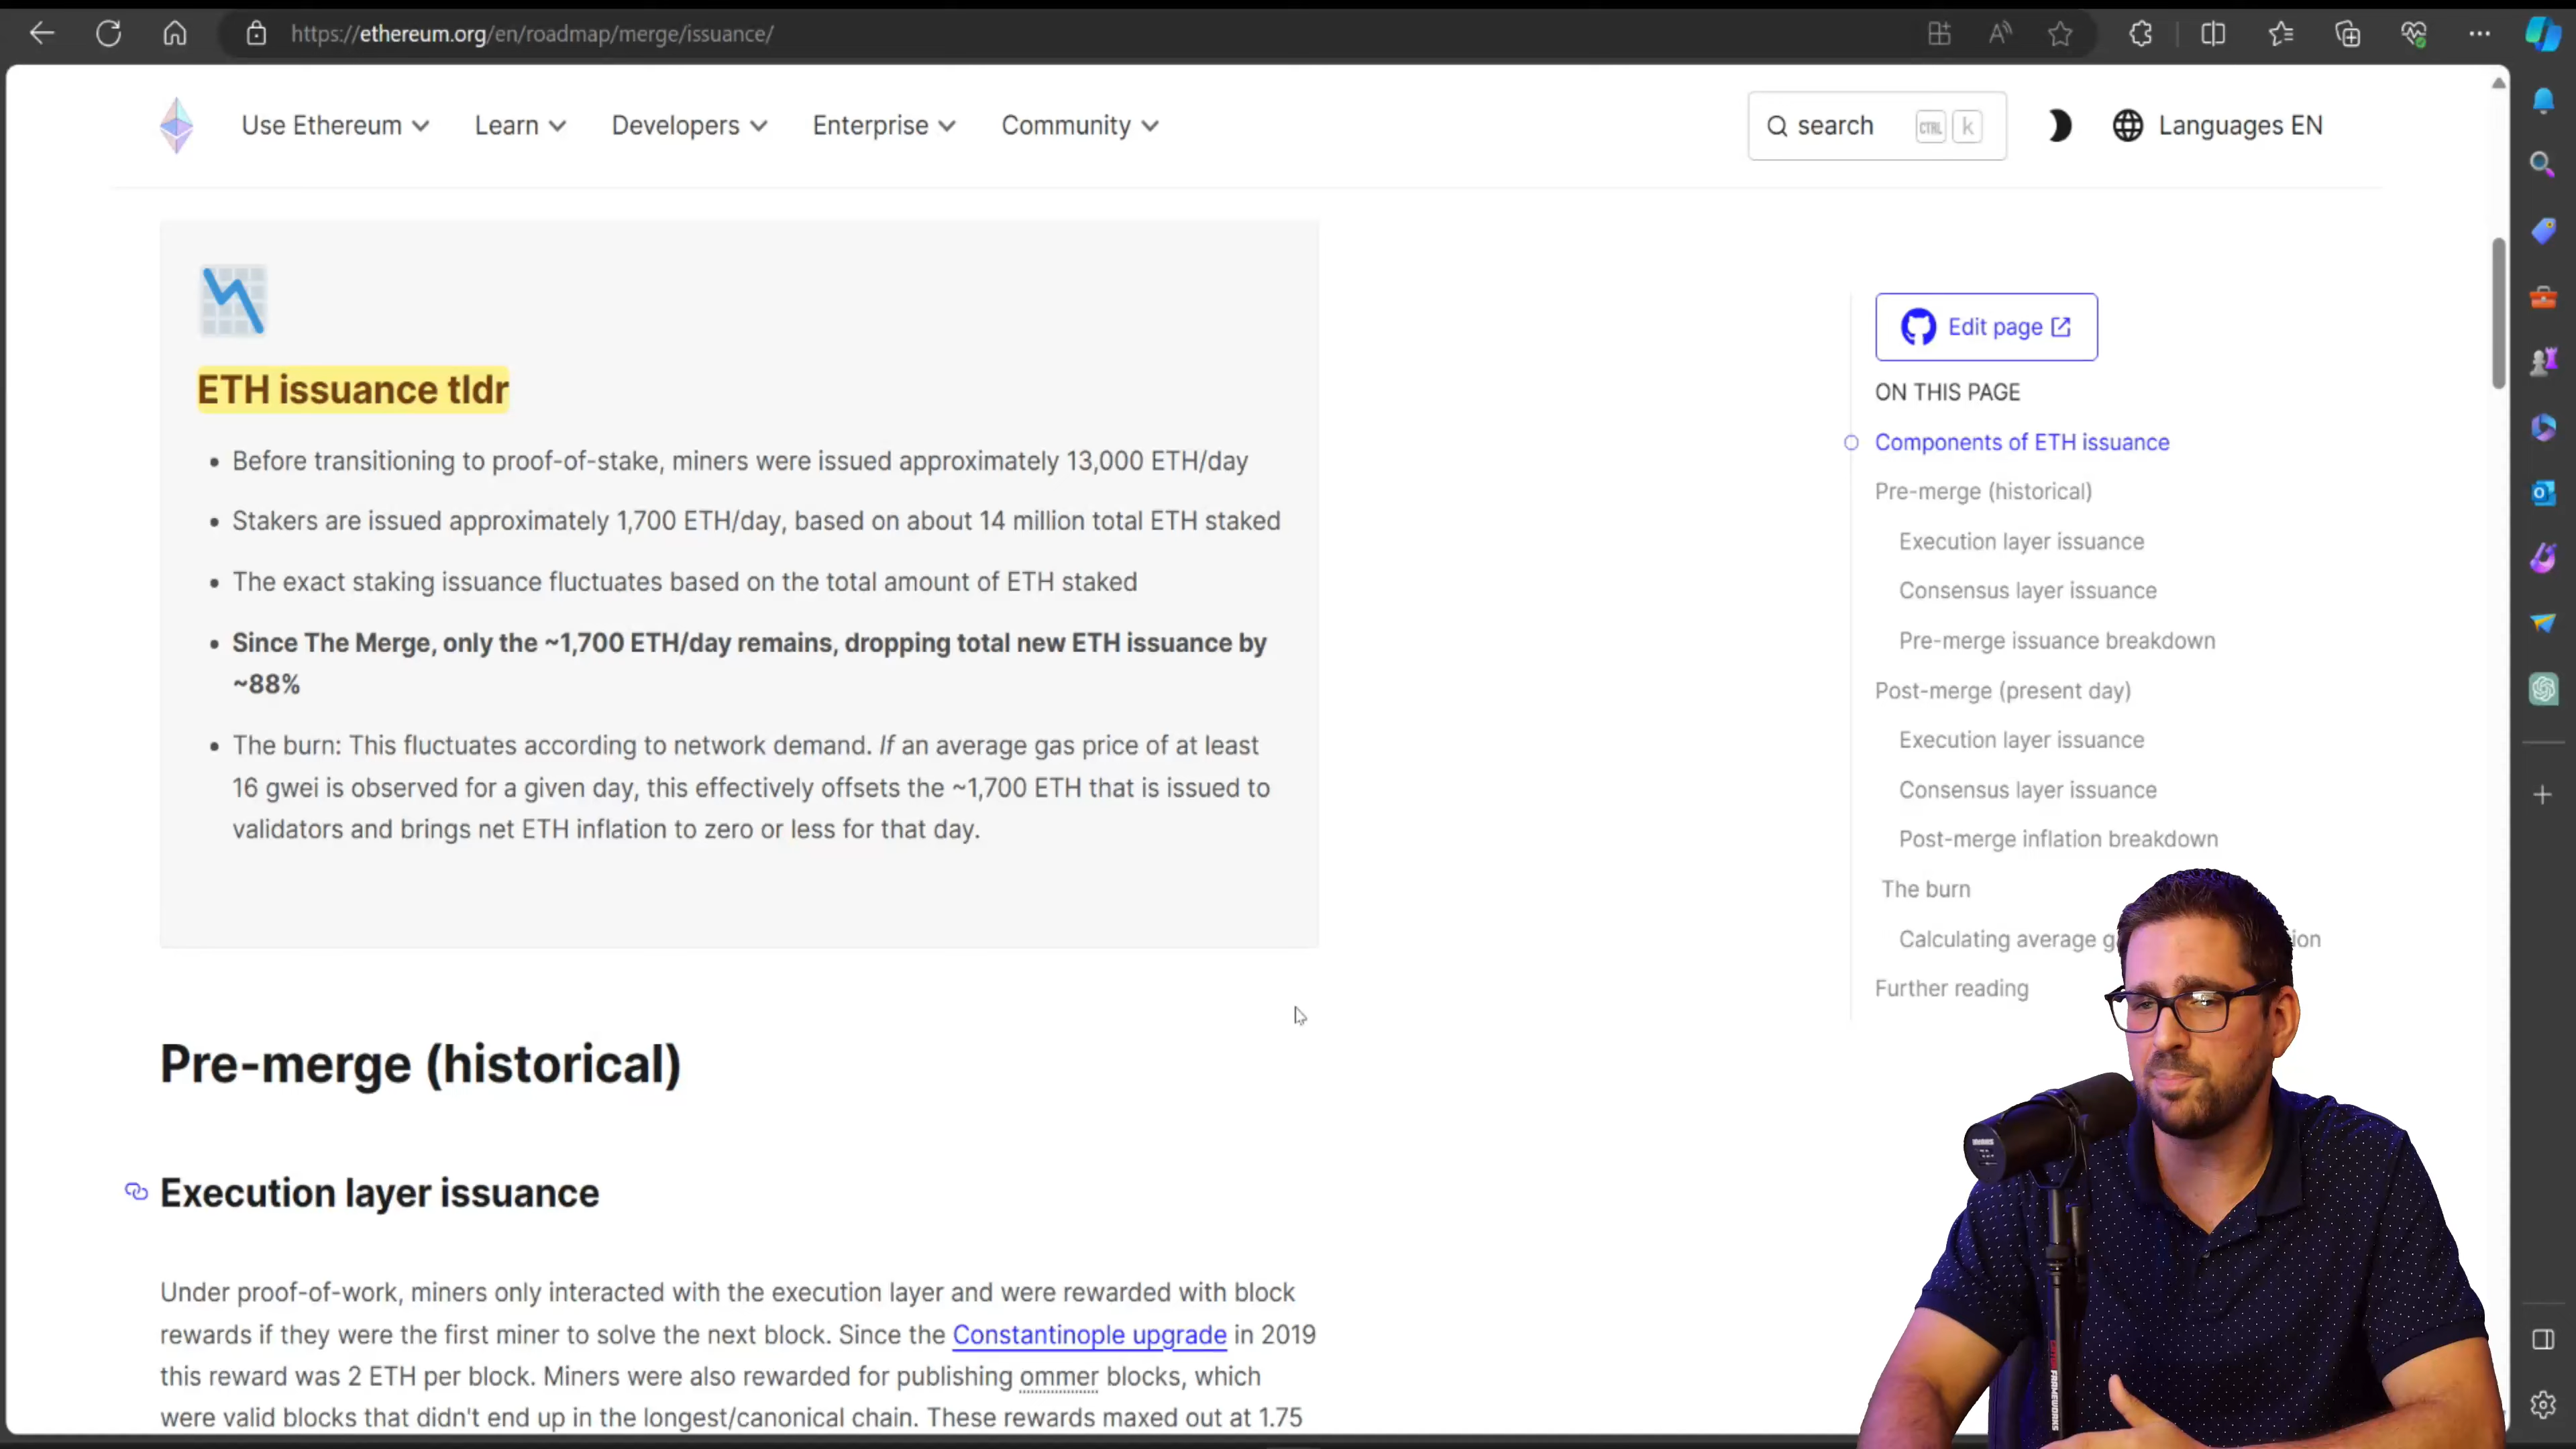 https://ethereum.org/en/roadmap/merge/issuance/
Use Ethereum
Learn
Developers
Enterprise
Community
search
CTRL
k
Languages EN
ETH issuance tldr
Before transitioning to proof-of-stake, miners were issued approximately 13,000 ETH/day
Stakers are issued approximately 1,700 ETH/day, based on about 14 million total ETH staked
The exact staking issuance fluctuates based on the total amount of ETH staked
Since The Merge, only the ~1,700 ETH/day remains, dropping total new ETH issuance by
~88%
The burn: This fluctuates according to network demand. If an average gas price of at least
16 gwei is observed for a given day, this effectively offsets the ~1,700 ETH that is issued to
validators and brings net ETH inflation to zero or less for that day.
Pre-merge (historical)
Execution layer issuance
Under proof-of-work, miners only interacted with the execution layer and were rewarded with block
rewards if they were the first miner to solve the next block. Since the Constantinople upgrade in 2019
this reward was 2 ETH per block. Miners were also rewarded for publishing ommer blocks, which
were valid blocks that didn't end up in the longest/canonical chain. These rewards maxed out at 1.75
Edit page
ON THIS PAGE
Components of ETH issuance
Pre-merge (historical)
Execution layer issuance
Consensus layer issuance
Pre-merge issuance breakdown
Post-merge (present day)
Execution layer issuance
Consensus layer issuance
Post-merge inflation breakdown
The burn
Calculating average
Further reading